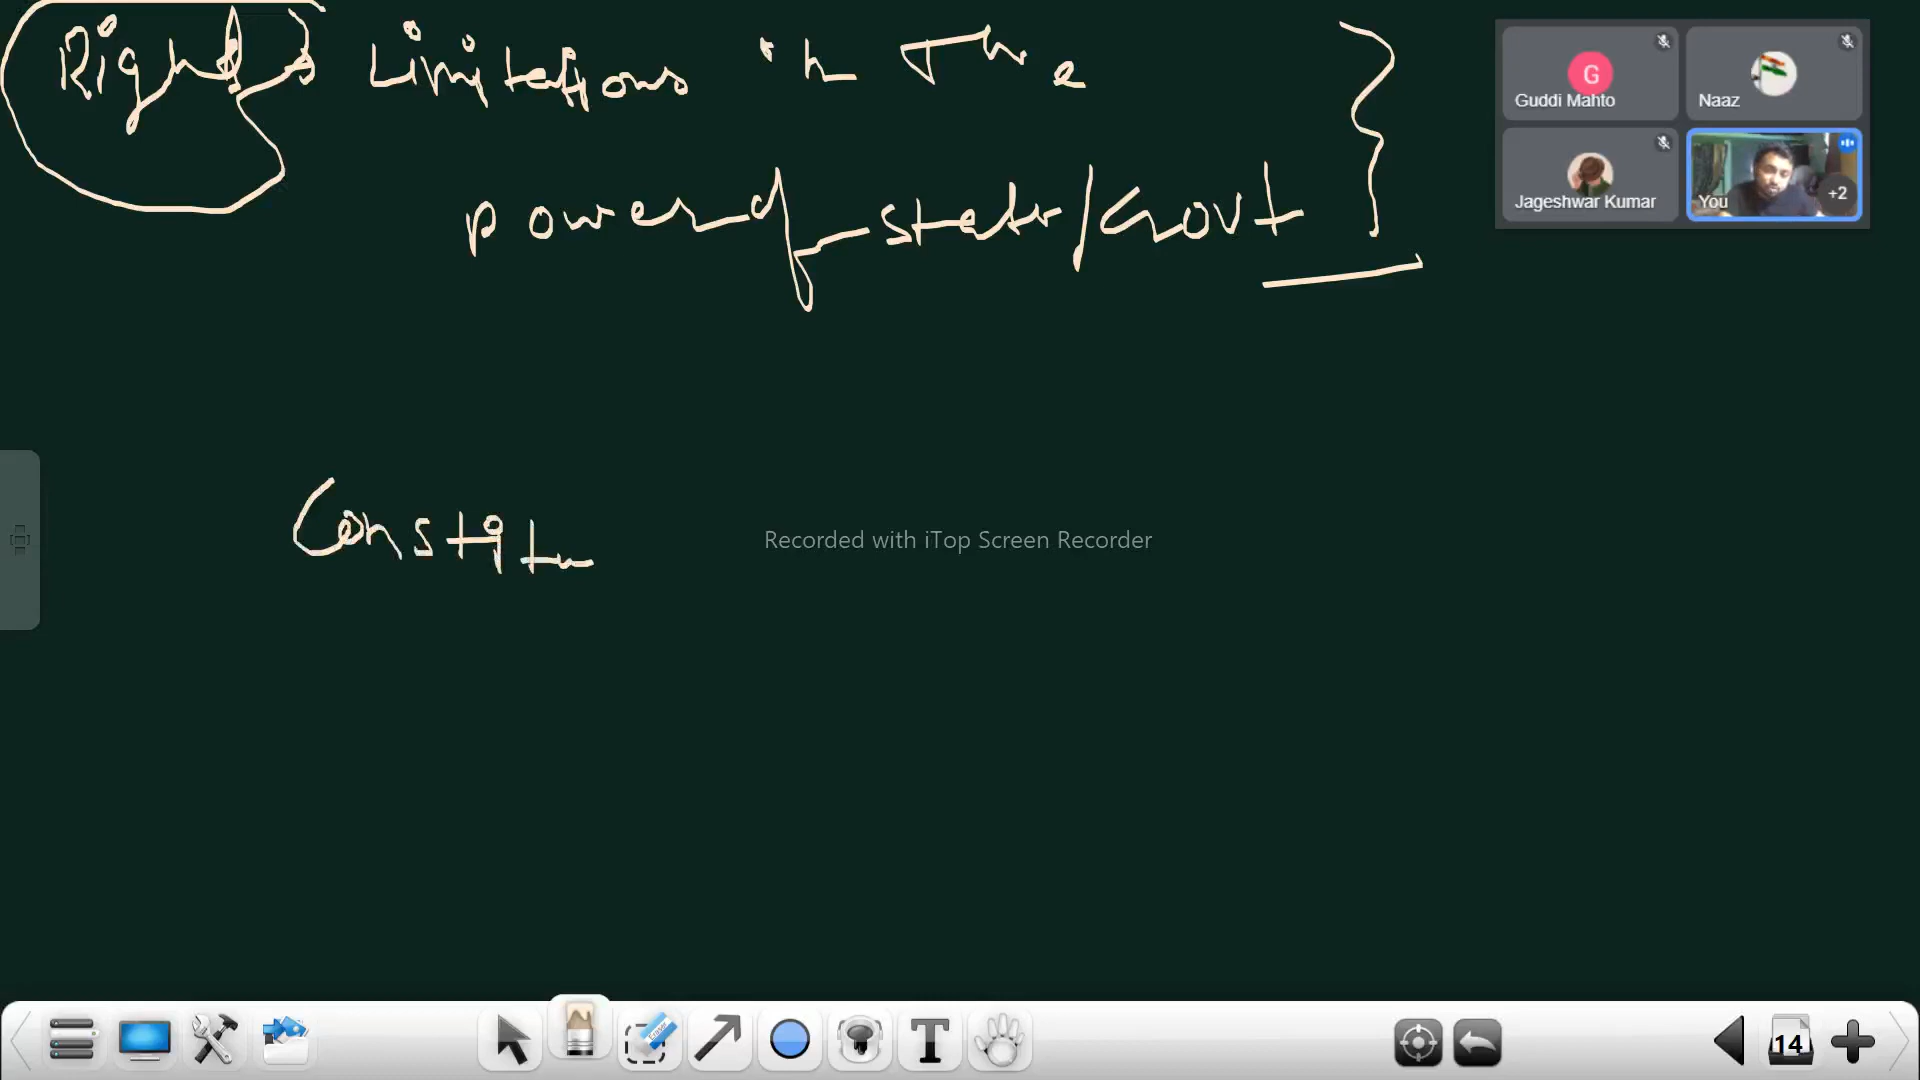 Rights Limitations in The
power of state/Govt
Constitu
Recorded with iTop Screen Recorder
G
Guddi Mahto
Naaz
Jageshwar Kumar
You
+2
Eraser
T
14